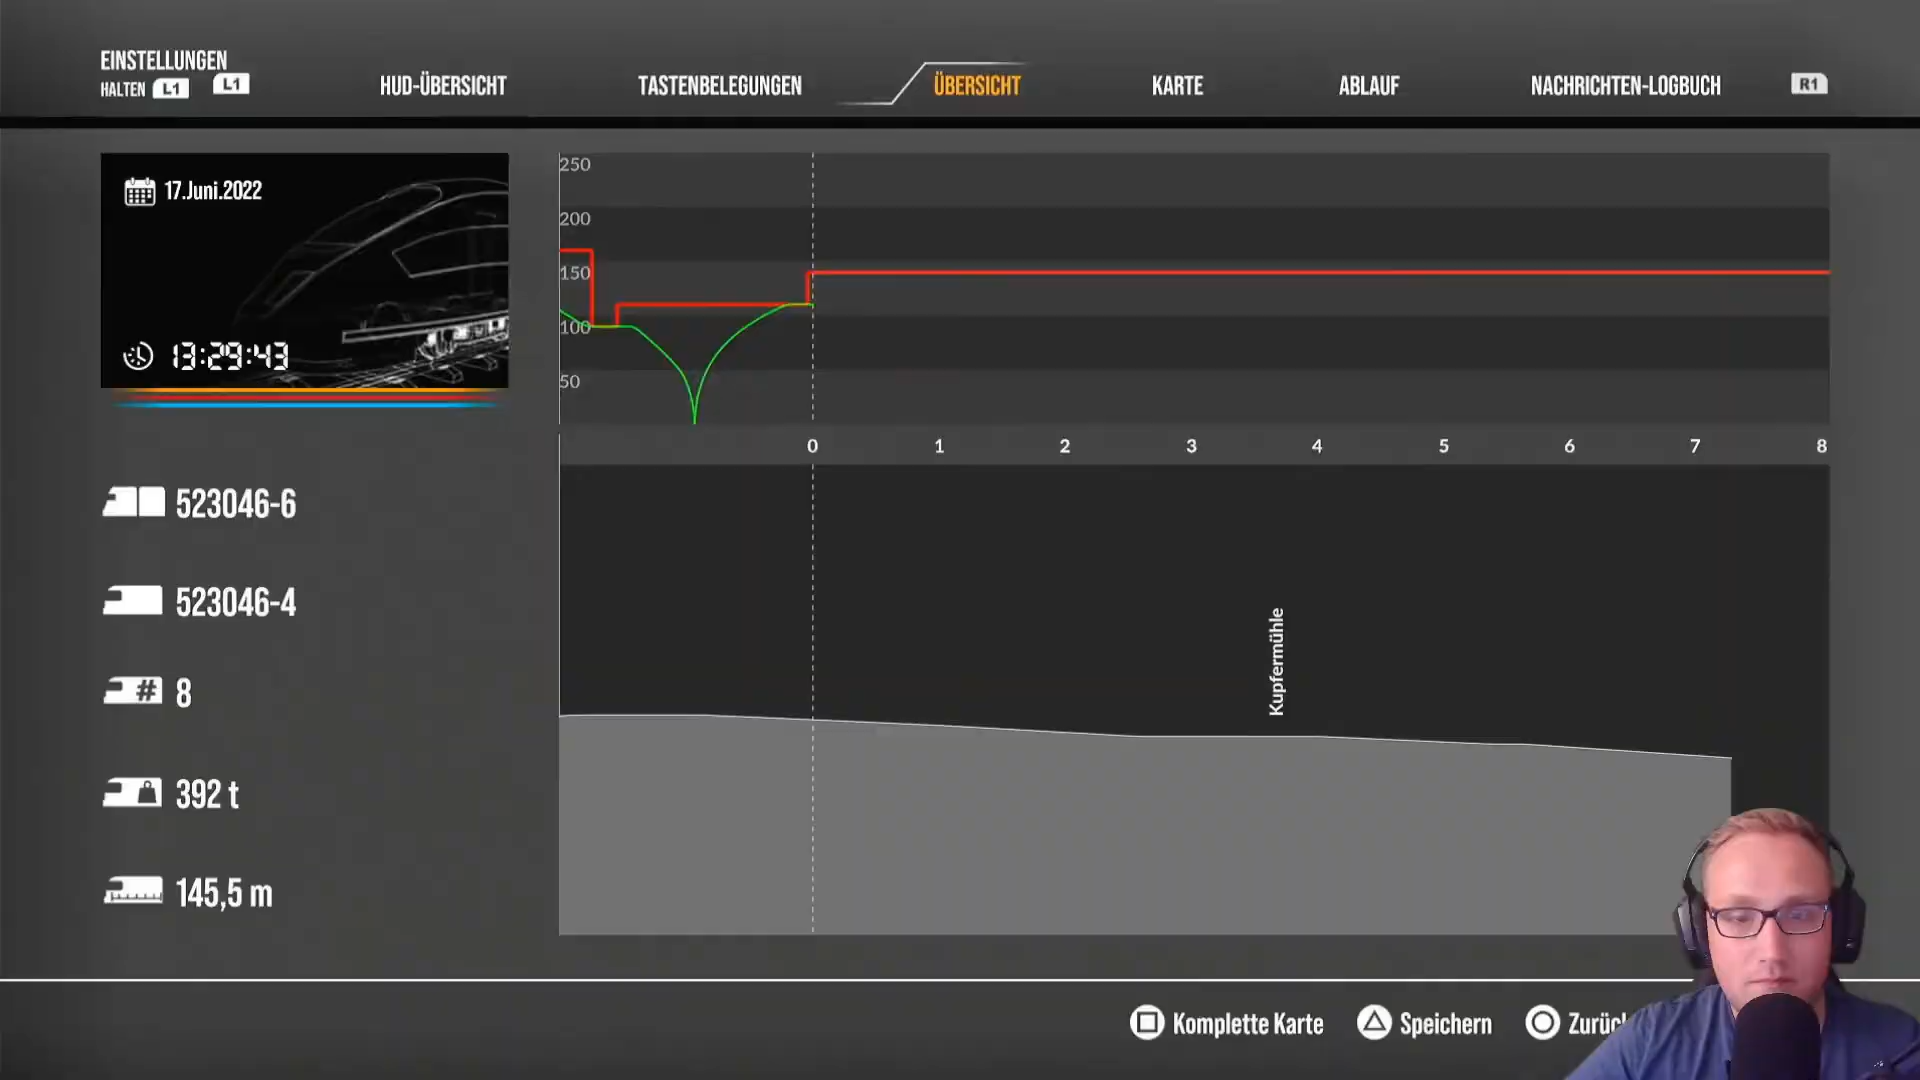 EINSTELLUNGEN
HALTEN L1
L1
HUD-ÜBERSICHT
TASTENBELEGUNGEN
ÜBERSICHT
KARTE
ABLAUF
NACHRICHTEN-LOGBUCH
R1
17.Juni.2022
13:29:43
523046-6
523046-4
# 8
392 t
145,5 m
250
200
150
100
50
0 1 2 3 4 5 6 7 8
Kupfermühle
Komplette Karte
Speichern